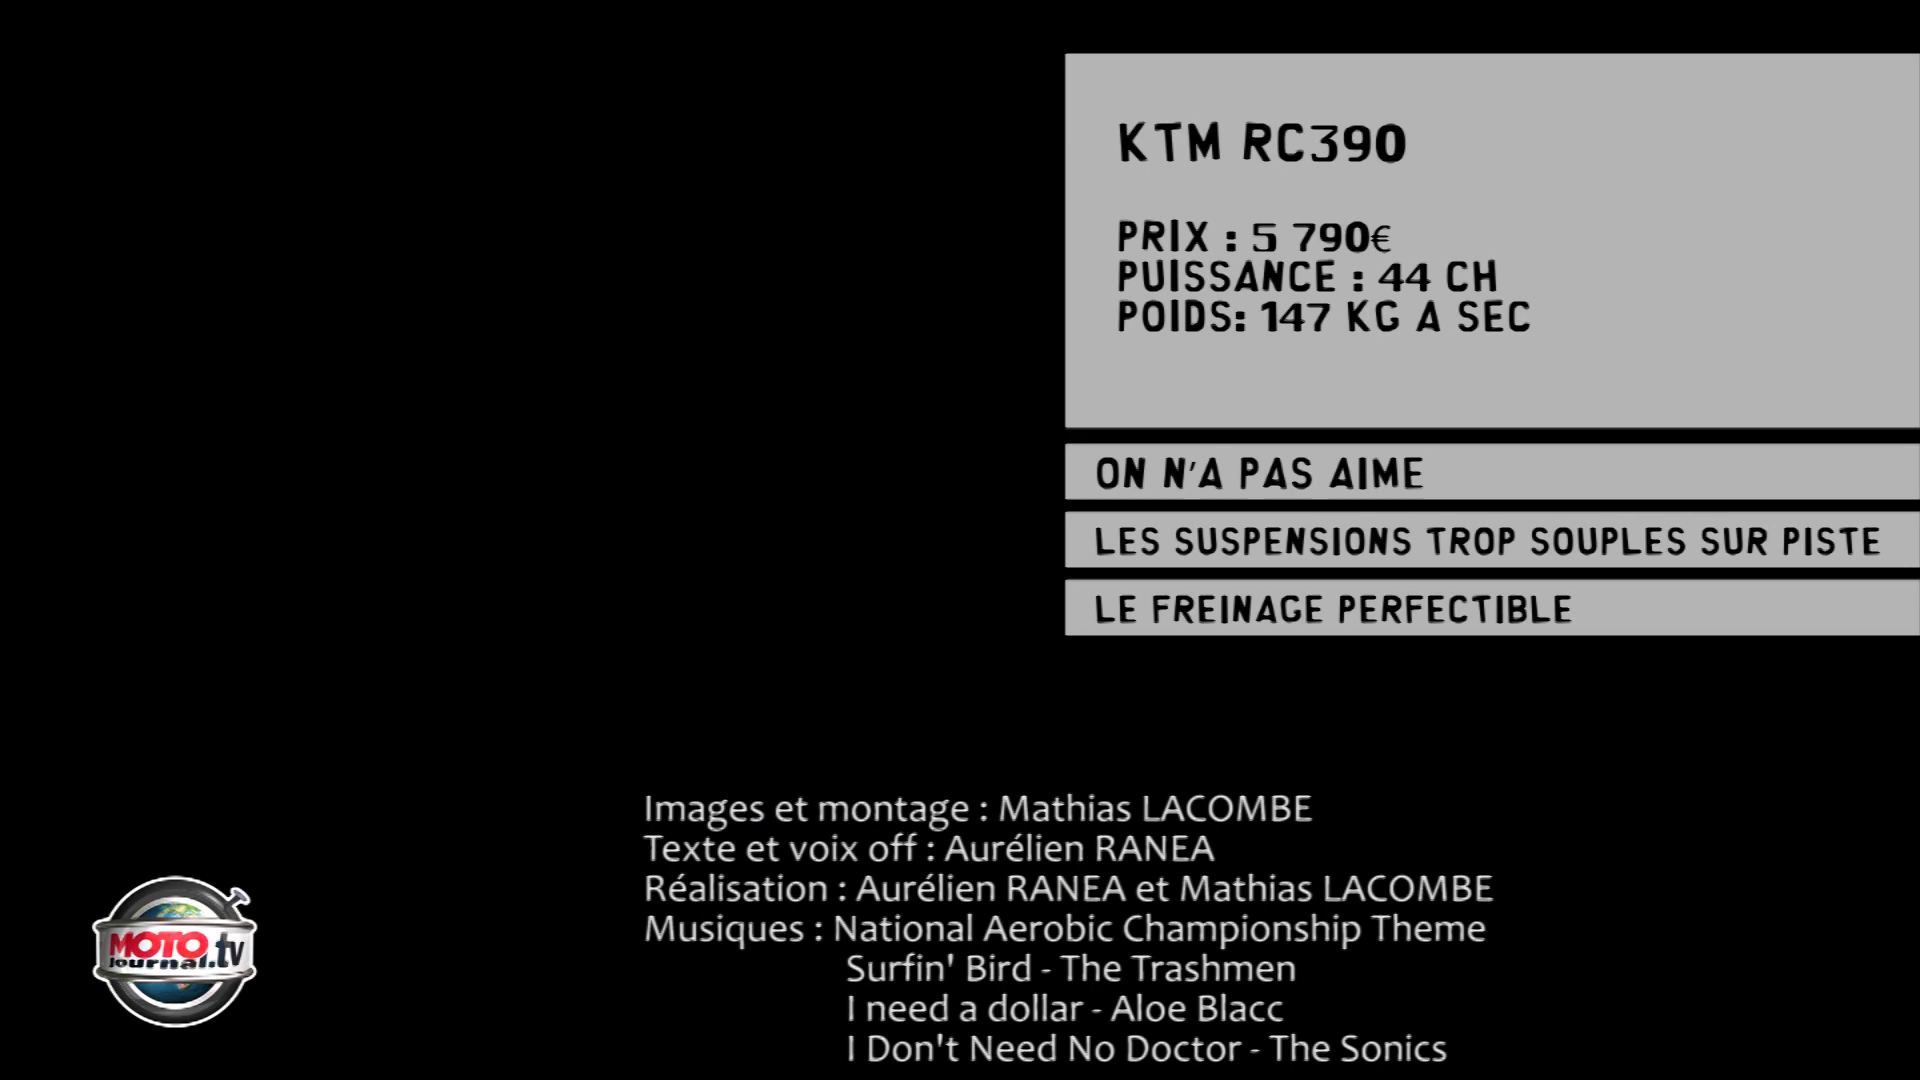 KTM RC390
PRIX : 5 790€
PUISSANCE : 44 CH
POIDS: 147 KG A SEC
ON N'A PAS AIME
LES SUSPENSIONS TROP SOUPLES SUR PISTE
LE FREINAGE PERFECTIBLE
Images et montage : Mathias LACOMBE
Texte et voix off : Aurélien RANEA
Réalisation : Aurélien RANEA et Mathias LACOMBE
Musiques : National Aerobic Championship Theme
Surfin' Bird - The Trashmen
I need a dollar - Aloe Blacc
I Don't Need No Doctor - The Sonics
MOTO
Journal.tv